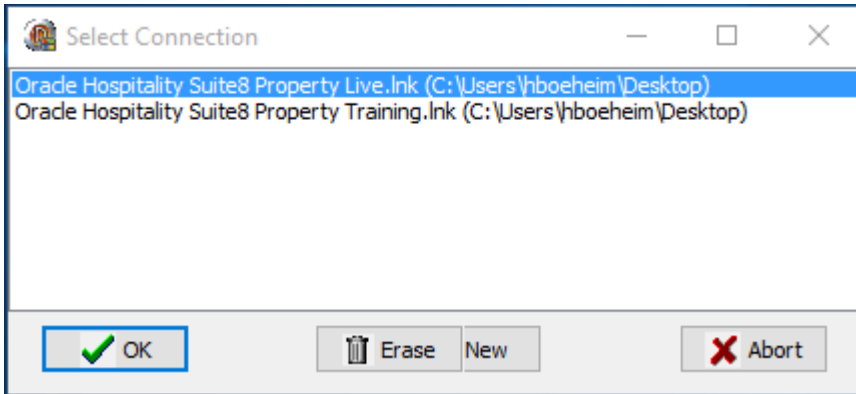 Select Connection
Oracle Hospitality Suite8 Property Live.lnk (C:\Users\hboeheim\Desktop)
Oracle Hospitality Suite8 Property Training.lnk (C:\Users\hboeheim\Desktop)
OK Erase New Abort